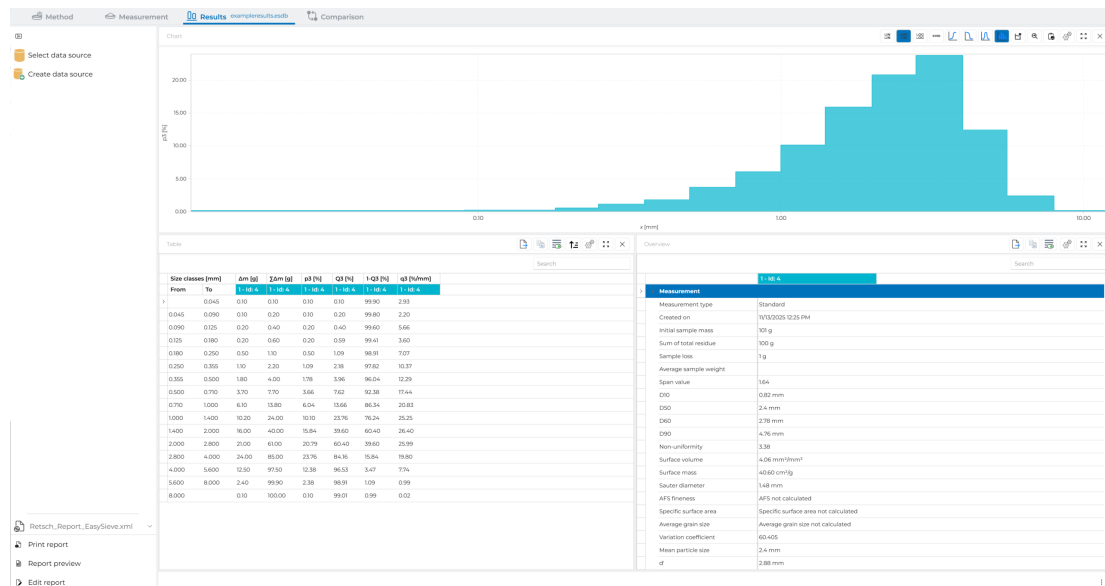 Method Measurement Results exampleresults.esdb Comparison
Select data source
Create data source
Chart
p3 [%]
20.00
15.00
10.00
5.00
0.00
0.10 1.00 10.00
x [mm]
Table
Search
Size classes [mm] Δm [g] ∑Δm [g] p3 [%] Q3 [%] 1-Q3 [%] q3 [%/mm]
From To 1 - Id: 4 1 - Id: 4 1 - Id: 4 1 - Id: 4 1 - Id: 4 1 - Id: 4
0.045 0.10 0.10 0.10 0.10 99.90 2.93
0.045 0.090 0.10 0.20 0.10 0.20 99.80 2.20
0.090 0.125 0.20 0.40 0.20 0.40 99.60 5.66
0.125 0.180 0.20 0.60 0.20 0.59 99.41 3.60
0.180 0.250 0.50 1.10 0.50 1.09 98.91 7.07
0.250 0.355 1.10 2.20 1.09 2.18 97.82 10.37
0.355 0.500 1.80 4.00 1.78 3.96 96.04 12.29
0.500 0.710 3.70 7.70 3.66 7.62 92.38 17.44
0.710 1.000 6.10 13.80 6.04 13.66 86.34 20.83
1.000 1.400 10.20 24.00 10.10 23.76 76.24 25.25
1.400 2.000 16.00 40.00 15.84 39.60 60.40 26.40
2.000 2.800 21.00 61.00 20.79 60.40 39.60 25.99
2.800 4.000 24.00 85.00 23.76 84.16 15.84 19.80
4.000 5.600 12.50 97.50 12.38 96.53 3.47 7.74
5.600 8.000 2.40 99.90 2.38 98.91 1.09 0.99
8.000 0.10 100.00 0.10 99.01 0.99 0.02
Overview
Search
1 - Id: 4
Measurement
Measurement type Standard
Created on 11/13/2025 12:25 PM
Initial sample mass 101 g
Sum of total residue 100 g
Sample loss 1 g
Average sample weight
Span value 1.64
D10 0.82 mm
D50 2.4 mm
D60 2.78 mm
D90 4.76 mm
Non-uniformity 3.38
Surface volume 4.06 mm²/mm³
Surface mass 40.60 cm²/g
Sauter diameter 1.48 mm
AFS fineness AFS not calculated
Specific surface area Specific surface area not calculated
Average grain size Average grain size not calculated
Variation coefficient 60.405
Mean particle size 2.4 mm
d' 2.88 mm
Retsch_Report_EasySieve.xml
Print report
Report preview
Edit report